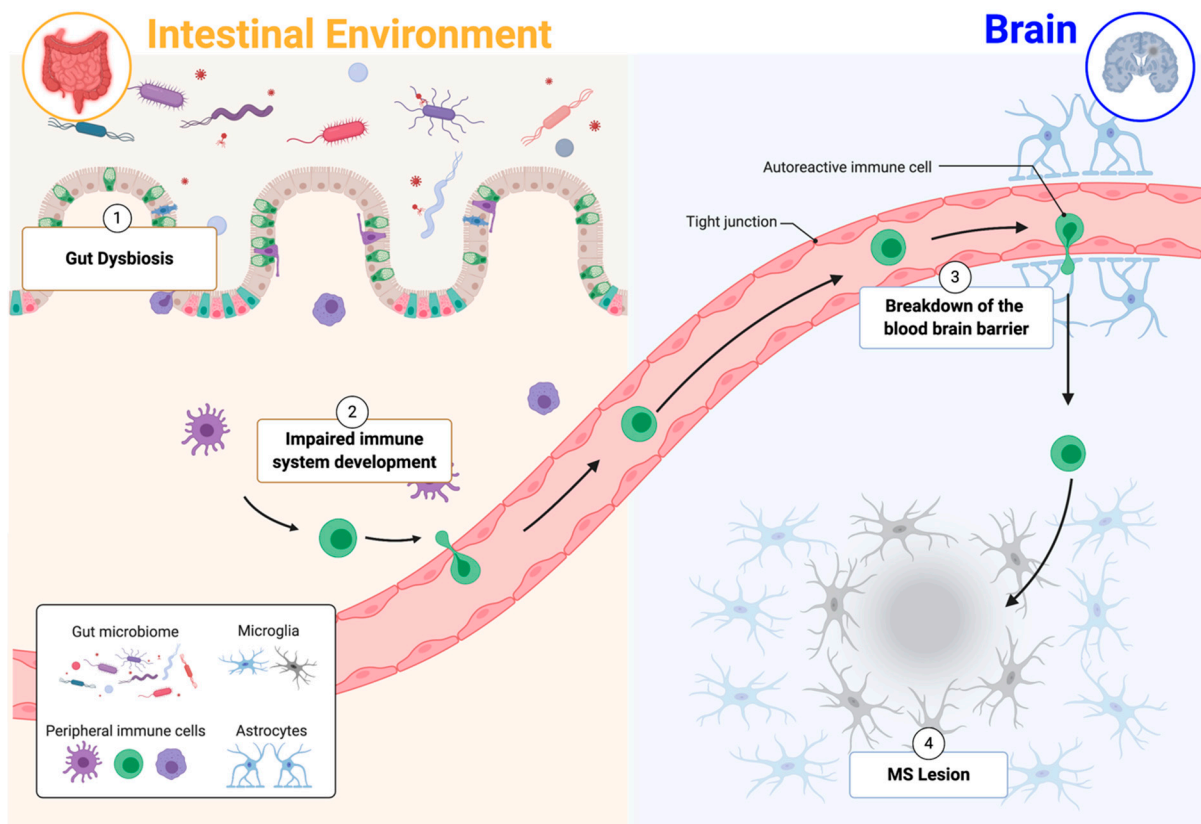 Intestinal Environment
Brain
Autoreactive immune cell
Tight junction
1
Gut Dysbiosis
3
Breakdown of the
blood brain barrier
2
Impaired immune
system development
Gut microbiome
Microglia
Peripheral immune cells
Astrocytes
4
MS Lesion